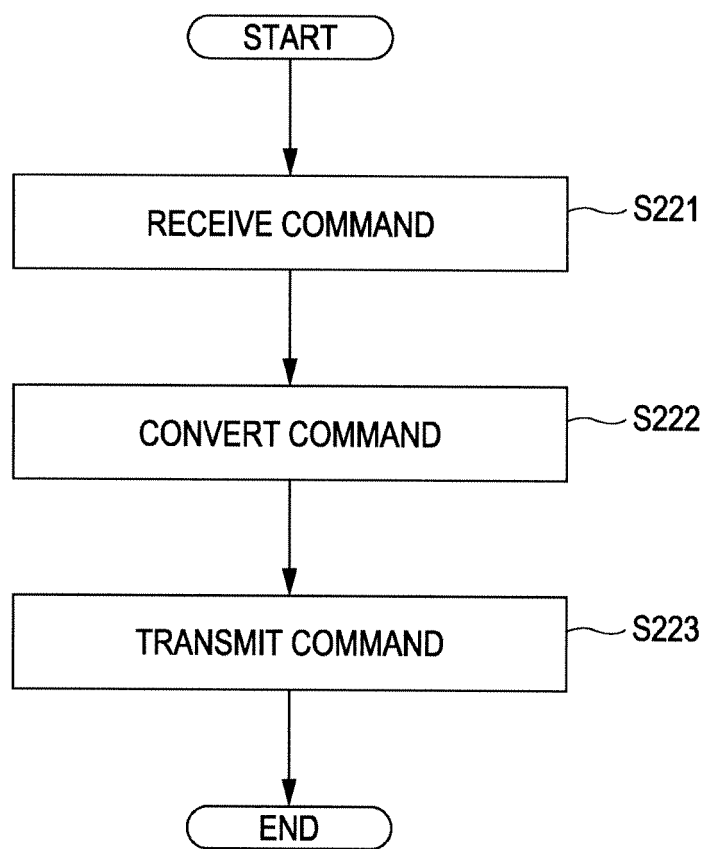 START
RECEIVE COMMAND
S221
CONVERT COMMAND
S222
TRANSMIT COMMAND
S223
END